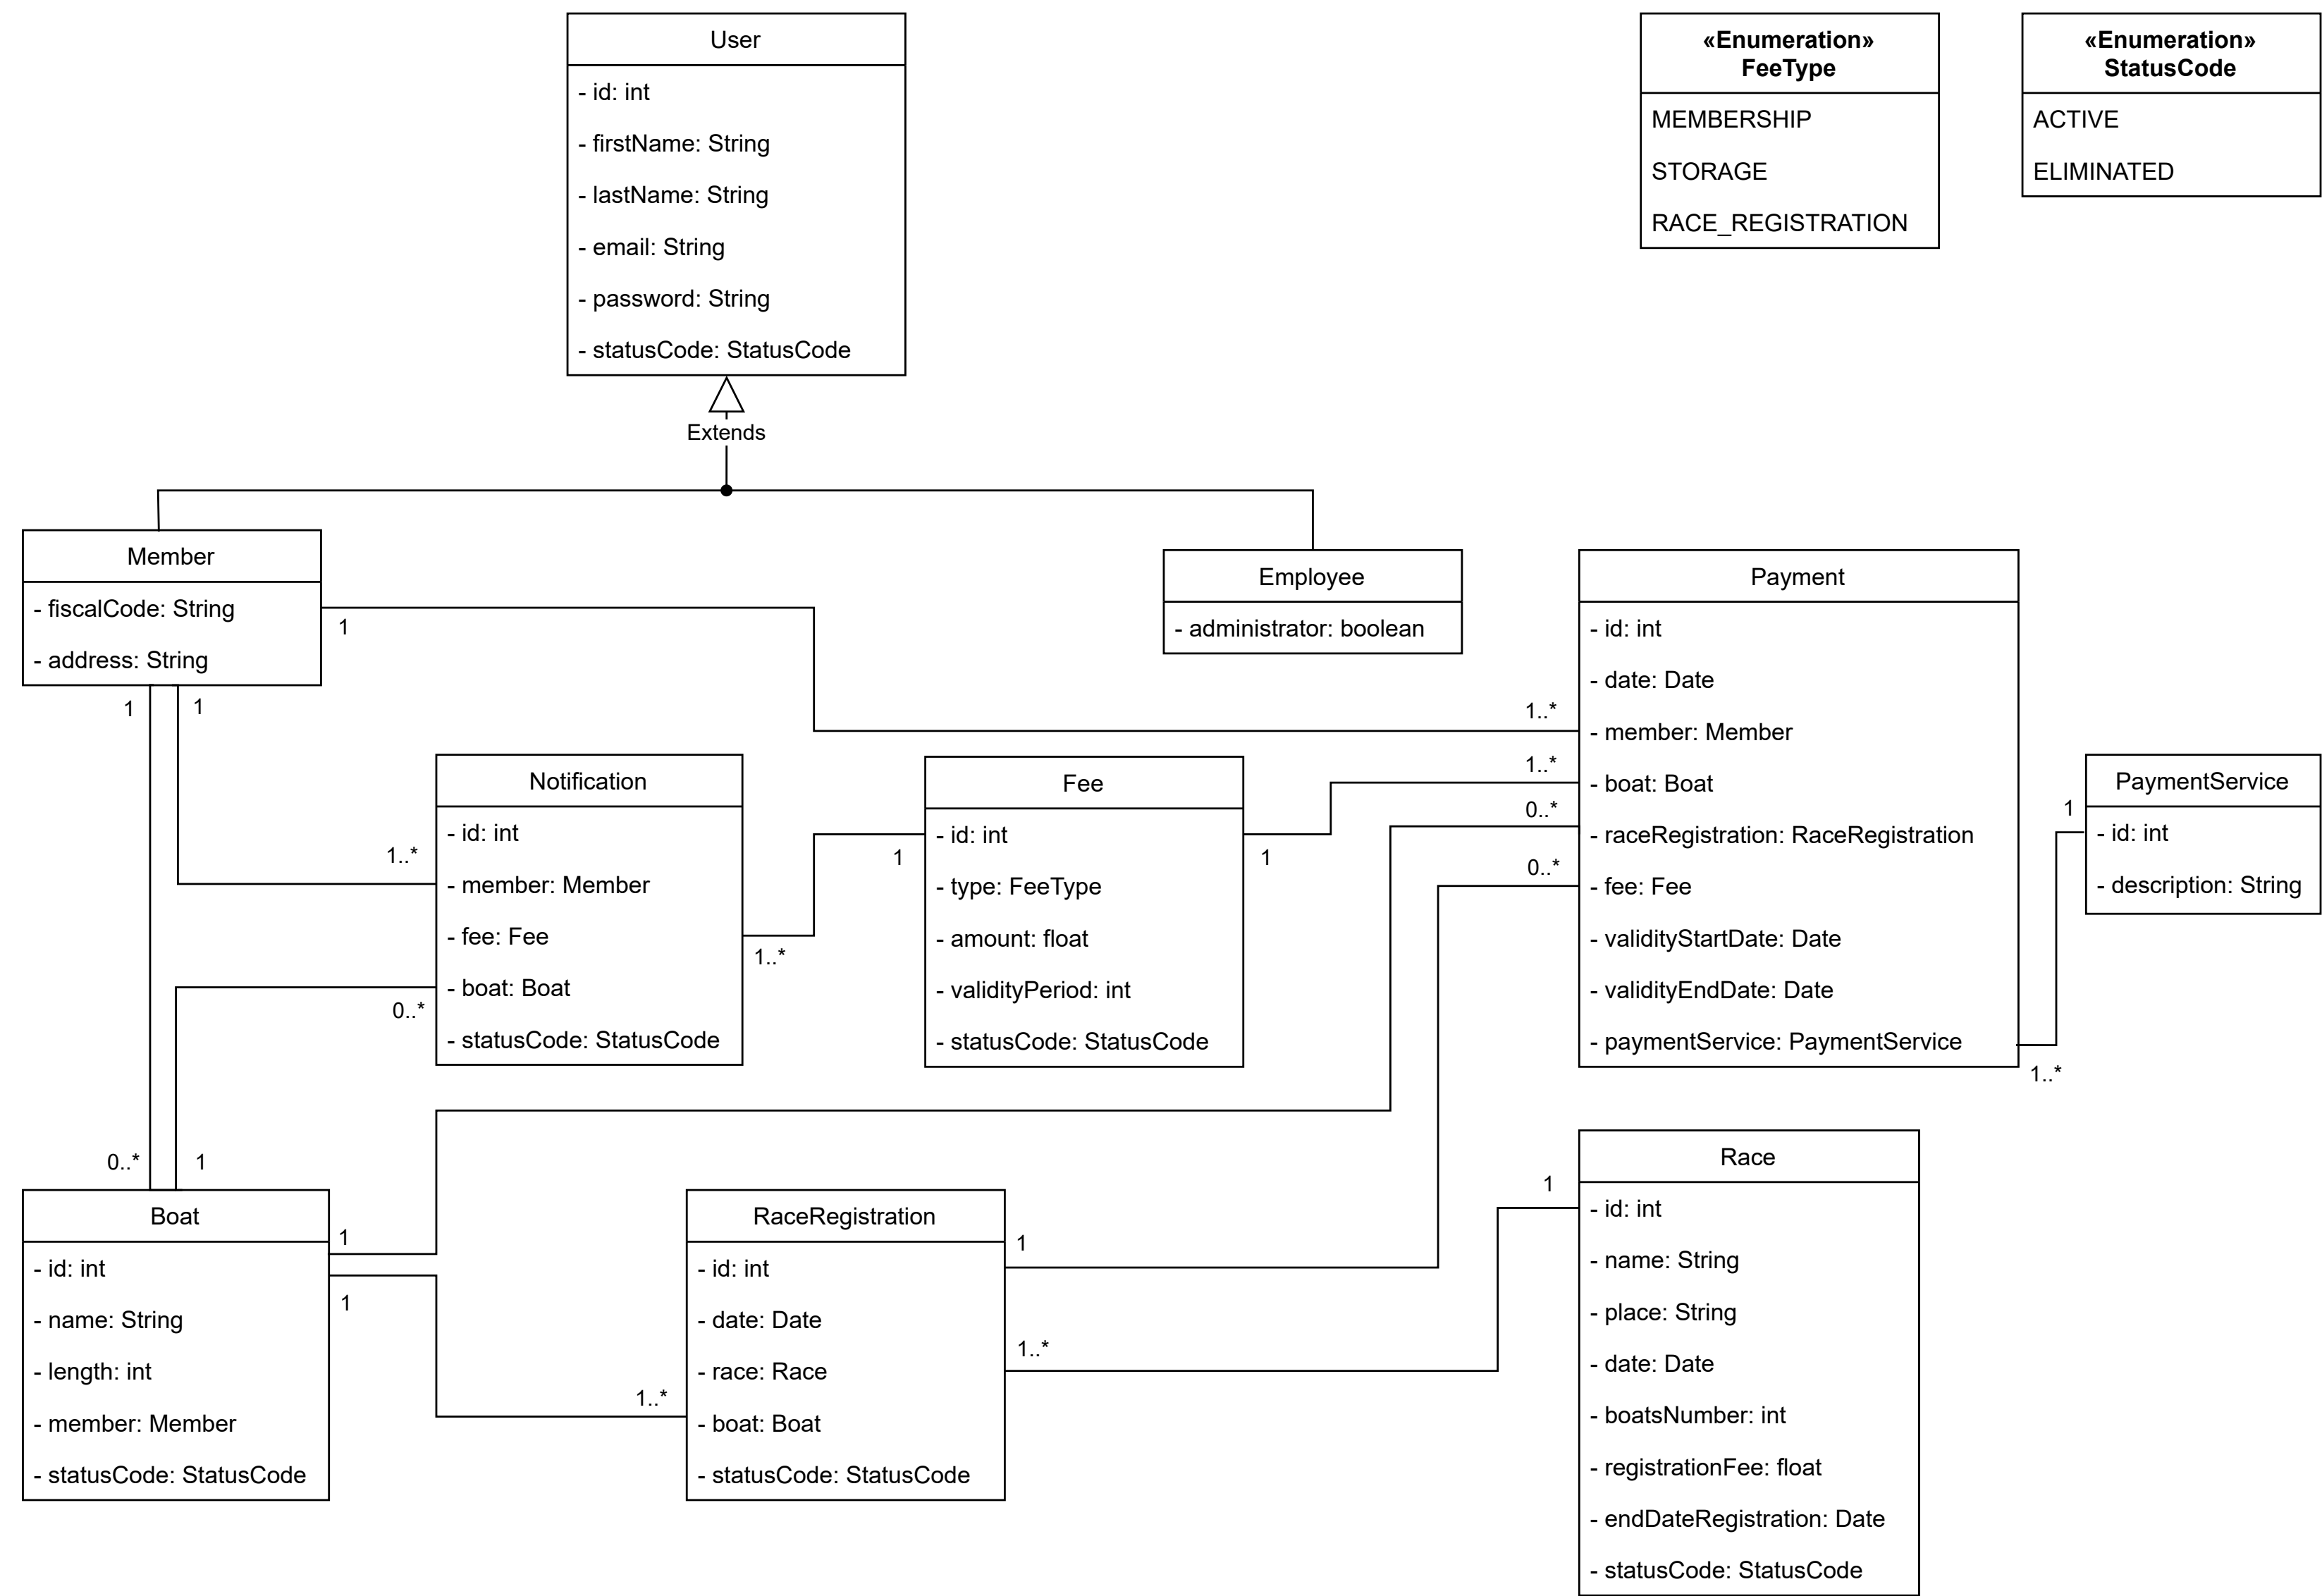 User
- id: int
- firstName: String
- lastName: String
- email: String
- password: String
- statusCode: StatusCode
«Enumeration»
FeeType
MEMBERSHIP
STORAGE
RACE_REGISTRATION
«Enumeration»
StatusCode
ACTIVE
ELIMINATED
Extends
Member
- fiscalCode: String
- address: String
1
1
1
Employee
- administrator: boolean
Payment
- id: int
- date: Date
- member: Member
- boat: Boat
- raceRegistration: RaceRegistration
- fee: Fee
- validityStartDate: Date
- validityEndDate: Date
- paymentService: PaymentService
1..*
1..*
0..*
0..*
1..*
PaymentService
- id: int
- description: String
1
Notification
- id: int
- member: Member
- fee: Fee
- boat: Boat
- statusCode: StatusCode
1..*
0..*
1..*
Fee
- id: int
- type: FeeType
- amount: float
- validityPeriod: int
- statusCode: StatusCode
1
1
Boat
- id: int
- name: String
- length: int
- member: Member
- statusCode: StatusCode
0..*
1
1
1
RaceRegistration
- id: int
- date: Date
- race: Race
- boat: Boat
- statusCode: StatusCode
1
1..*
1..*
Race
- id: int
- name: String
- place: String
- date: Date
- boatsNumber: int
- registrationFee: float
- endDateRegistration: Date
- statusCode: StatusCode
1